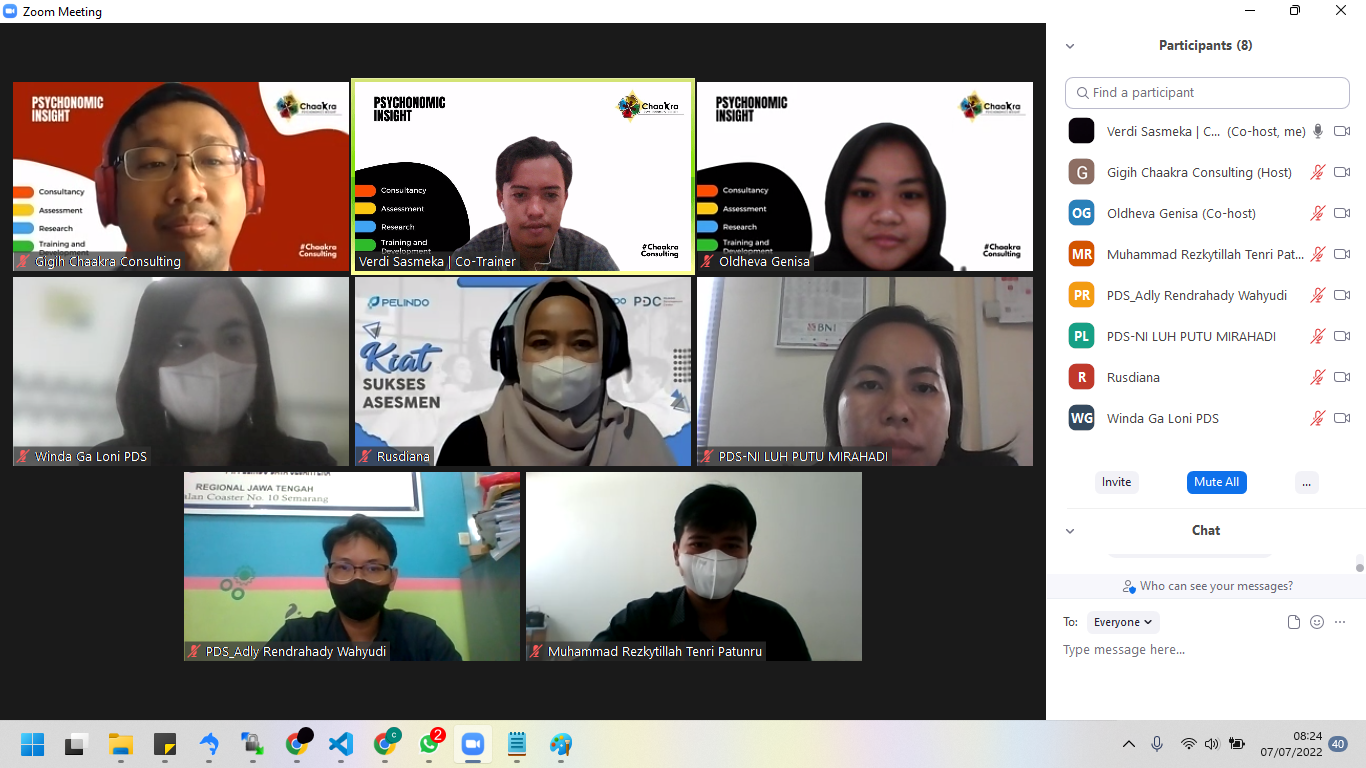 Zoom Meeting
PSYCHONOMIC
INSIGHT
Chaakra
Consultancy
Assessment
Research
Training and
#Chaakra
Consulting
Gigih Chaakra Consulting
PSYCHONOMIC
INSIGHT
Chaakra
Consultancy
Assessment
Research
Training and
Development
#Chaakra
Consulting
Verdi Sasmeka | Co-Trainer
PSYCHONOMIC
INSIGHT
Chaakra
Consultancy
Assessment
Research
Training and
Development
#Chaakra
Consulting
Oldheva Genisa
Winda Ga Loni PDS
PELINDO
DO
PDC
Kiat
SUKSES
ASESMEN
Rusdiana
BNI
PDS-NI LUH PUTU MIRAHADI
REGIONAL JAWA TENGAH
alan Coaster No. 10 Semarang
PDS_Adly Rendrahady Wahyudi
Muhammad Rezkytillah Tenri Patunru
Participants (8)
Find a participant
Verdi Sasmeka | C... (Co-host, me)
G Gigih Chaakra Consulting (Host)
OG Oldheva Genisa (Co-host)
MR Muhammad Rezkytillah Tenri Pat...
PR PDS_Adly Rendrahady Wahyudi
PL PDS-NI LUH PUTU MIRAHADI
R Rusdiana
WG Winda Ga Loni PDS
Invite Mute All ...
Chat
Who can see your messages?
To: Everyone
Type message here...
c
2
08:24
07/07/2022
40